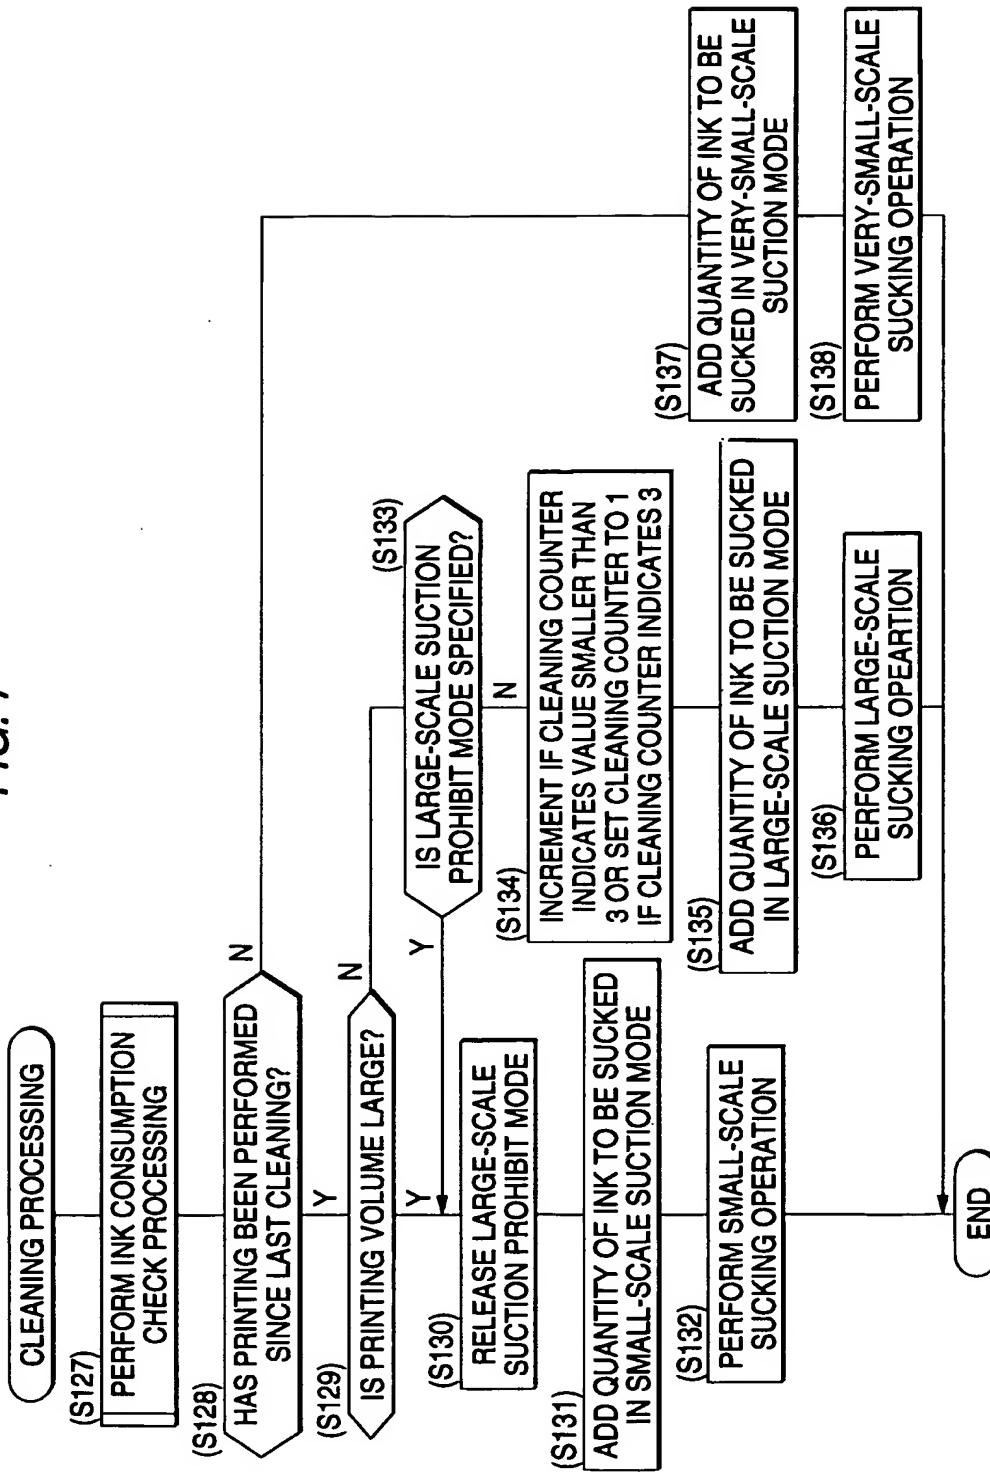 CLEANING PROCESSING
(S127)
PERFORM INK CONSUMPTION
CHECK PROCESSING
(S128)
HAS PRINTING BEEN PERFORMED
SINCE LAST CLEANING?
N
Y
(S129)
IS PRINTING VOLUME LARGE?
N
Y
(S130)
RELEASE LARGE-SCALE
SUCTION PROHIBIT MODE
(S131)
ADD QUANTITY OF INK TO BE SUCKED
IN SMALL-SCALE SUCTION MODE
(S132)
PERFORM SMALL-SCALE
SUCKING OPERATION
(S133)
IS LARGE-SCALE SUCTION
PROHIBIT MODE SPECIFIED?
Y
N
(S134)
INCREMENT IF CLEANING COUNTER
INDICATES VALUE SMALLER THAN
3 OR SET CLEANING COUNTER TO 1
IF CLEANING COUNTER INDICATES 3
(S135)
ADD QUANTITY OF INK TO BE SUCKED
IN LARGE-SCALE SUCTION MODE
(S136)
PERFORM LARGE-SCALE
SUCKING OPEARTION
(S137)
ADD QUANTITY OF INK TO BE
SUCKED IN VERY-SMALL-SCALE
SUCTION MODE
(S138)
PERFORM VERY-SMALL-SCALE
SUCKING OPERATION
END